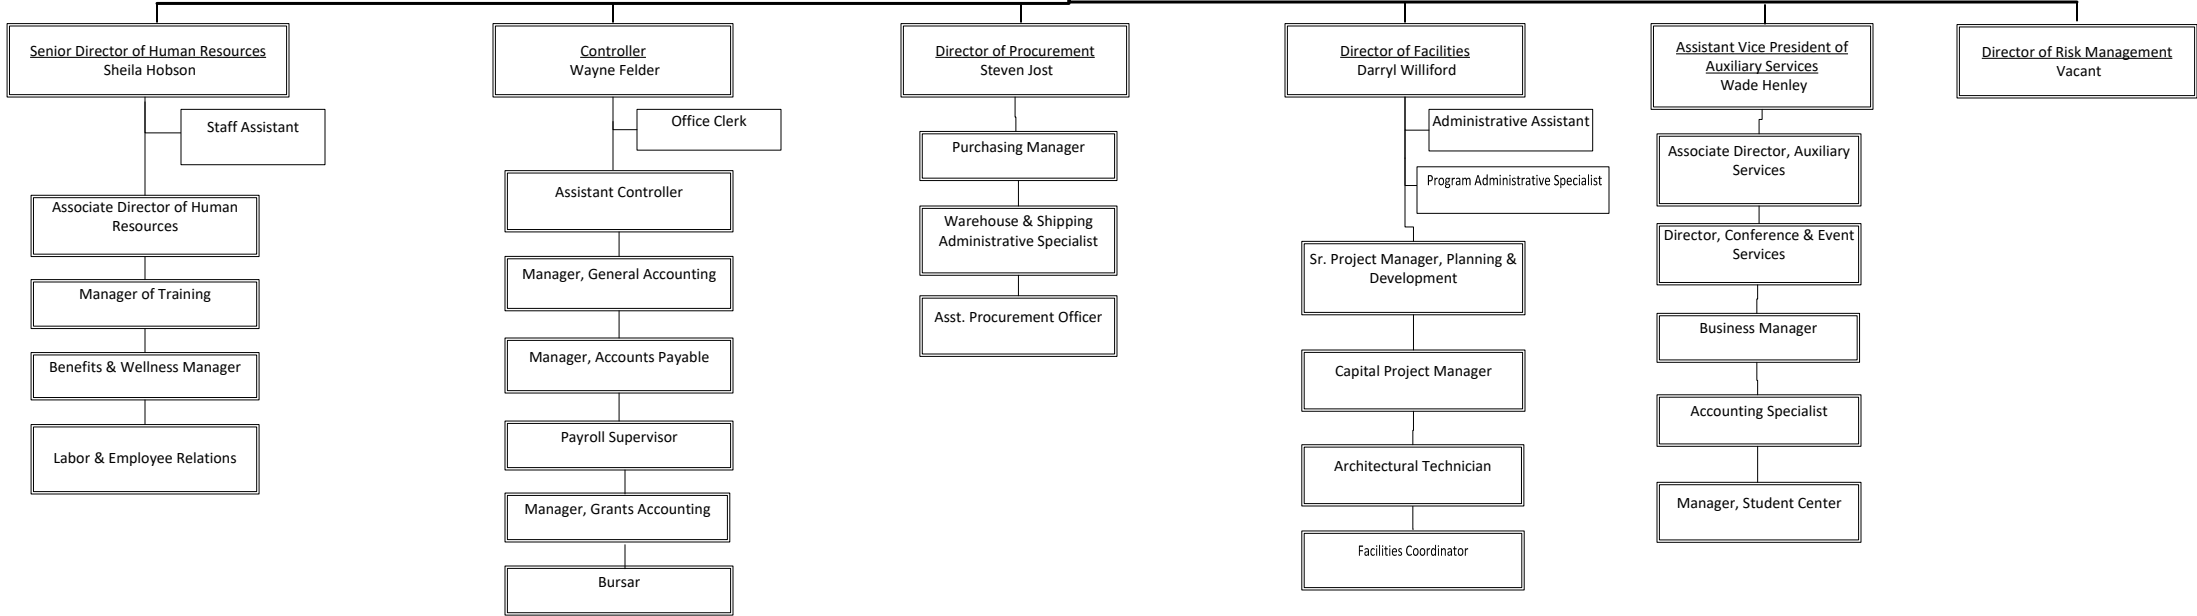 Senior Director of Human Resources
Sheila Hobson
Staff Assistant
Associate Director of Human
Resources
Manager of Training
Benefits & Wellness Manager
Labor & Employee Relations
Controller
Wayne Felder
Office Clerk
Assistant Controller
Manager, General Accounting
Manager, Accounts Payable
Payroll Supervisor
Manager, Grants Accounting
Bursar
Director of Procurement
Steven Jost
Purchasing Manager
Warehouse & Shipping
Administrative Specialist
Asst. Procurement Officer
Director of Facilities
Darryl Williford
Administrative Assistant
Program Administrative Specialist
Sr. Project Manager, Planning &
Development
Capital Project Manager
Architectural Technician
Facilities Coordinator
Assistant Vice President of
Auxiliary Services
Wade Henley
Associate Director, Auxiliary
Services
Director, Conference & Event
Services
Business Manager
Accounting Specialist
Manager, Student Center
Director of Risk Management
Vacant